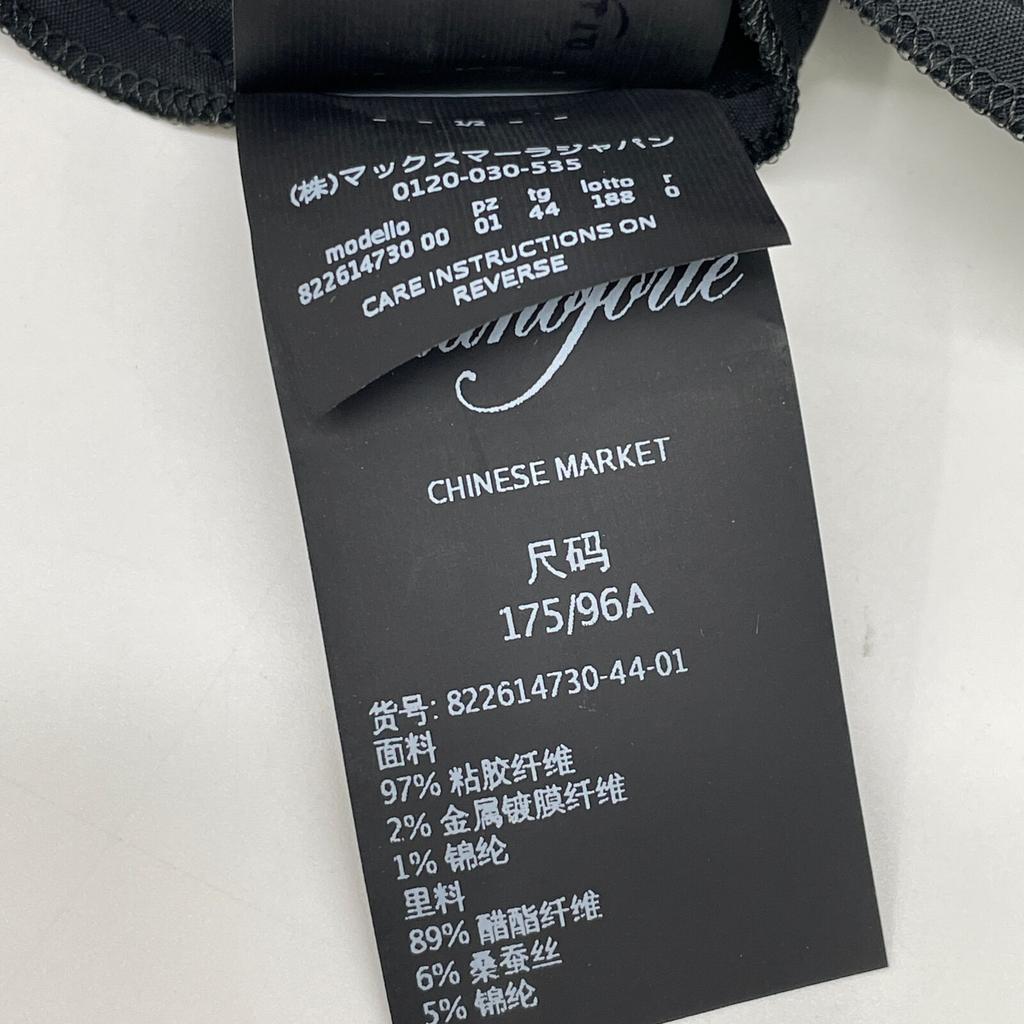 1/2
(株)マックスマーラジャパン
0120-030-535
modello pz tg lotto r
822614730 00 01 44 188 0
CARE INSTRUCTIONS ON
REVERSE
CHINESE MARKET
尺码
175/96A
货号: 822614730-44-01
面料
97% 粘胶纤维
2% 金属镀膜纤维
1% 锦纶
里料
89% 醋酯纤维
6% 桑蚕丝
5% 锦纶